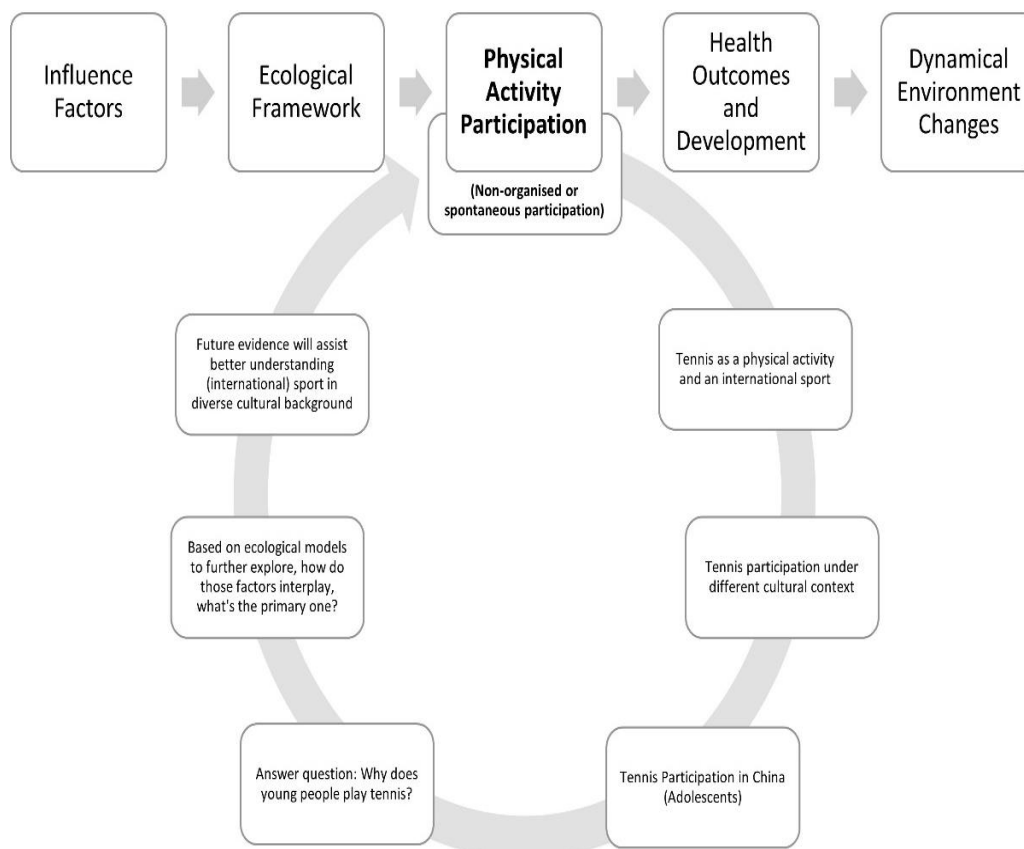 Influence
Factors
Ecological
Framework
Physical
Activity
Participation
(Non-organised or
spontaneous participation)
Health
Outcomes
and
Development
Dynamical
Environment
Changes
Tennis as a physical activity
and an international sport
Tennis participation under
different cultural context
Tennis Participation in China
(Adolescents)
Answer question: Why does
young people play tennis?
Based on ecological models
to further explore, how do
those factors interplay,
what's the primary one?
Future evidence will assist
better understanding
(international) sport in
diverse cultural background